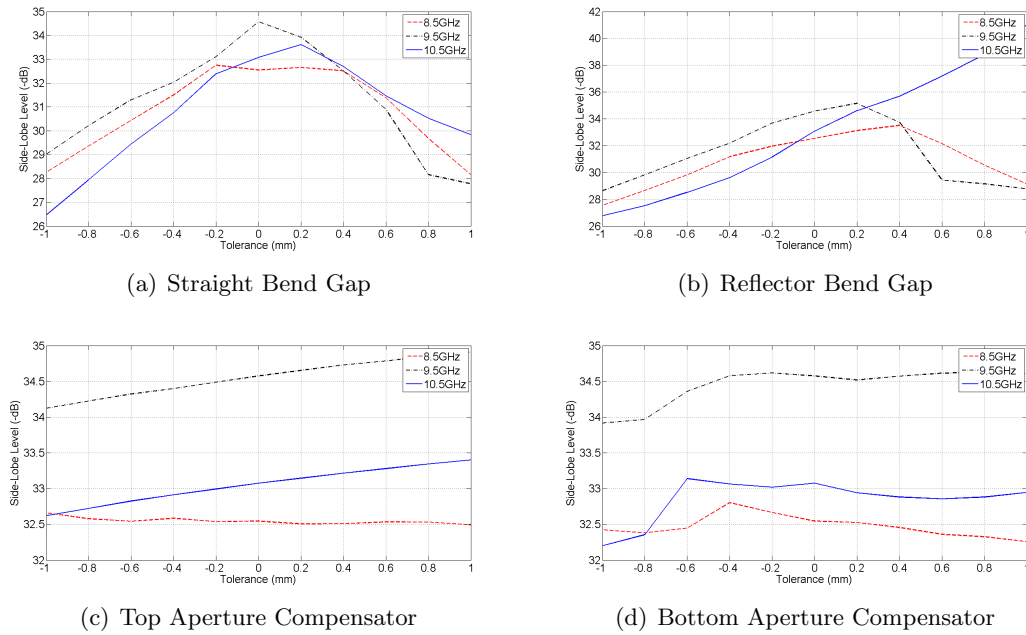 35
34
33
32
31
30
29
28
27
26
Side-Lobe Level (-dB)
8.5GHz
9.5GHz
10.5GHz
-1 -0.8 -0.6 -0.4 -0.2 0 0.2 0.4 0.6 0.8 1
Tolerance (mm)
(a) Straight Bend Gap
42
40
38
36
34
32
30
28
26
Side-Lobe Level (-dB)
8.5GHz
9.5GHz
10.5GHz
-1 -0.8 -0.6 -0.4 -0.2 0 0.2 0.4 0.6 0.8 1
Tolerance (mm)
(b) Reflector Bend Gap
35
34.5
34
33.5
33
32.5
32
Side-Lobe Level (-dB)
8.5GHz
9.5GHz
10.5GHz
-1 -0.8 -0.6 -0.4 -0.2 0 0.2 0.4 0.6 0.8 1
Tolerance (mm)
(c) Top Aperture Compensator
35
34.5
34
33.5
33
32.5
32
Side-Lobe Level (-dB)
8.5GHz
9.5GHz
10.5GHz
-1 -0.8 -0.6 -0.4 -0.2 0 0.2 0.4 0.6 0.8 1
Tolerance (mm)
(d) Bottom Aperture Compensator